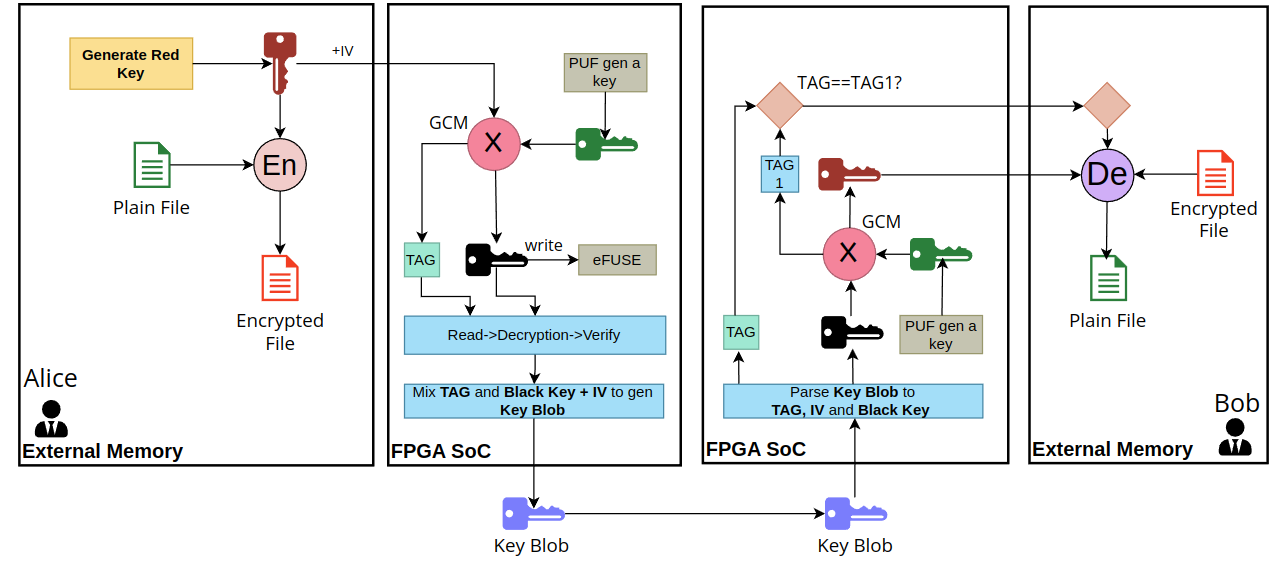 Generate Red
Key
+IV
En
Plain File
Encrypted
File
Alice
External Memory
PUF gen a
key
GCM
X
TAG
write
eFUSE
Read->Decryption->Verify
Mix TAG and Black Key + IV to gen
Key Blob
FPGA SoC
Key Blob
TAG==TAG1?
TAG
1
GCM
X
TAG
PUF gen a
key
Parse Key Blob to
TAG, IV and Black Key
FPGA SoC
Key Blob
De
Encrypted
File
Plain File
Bob
External Memory